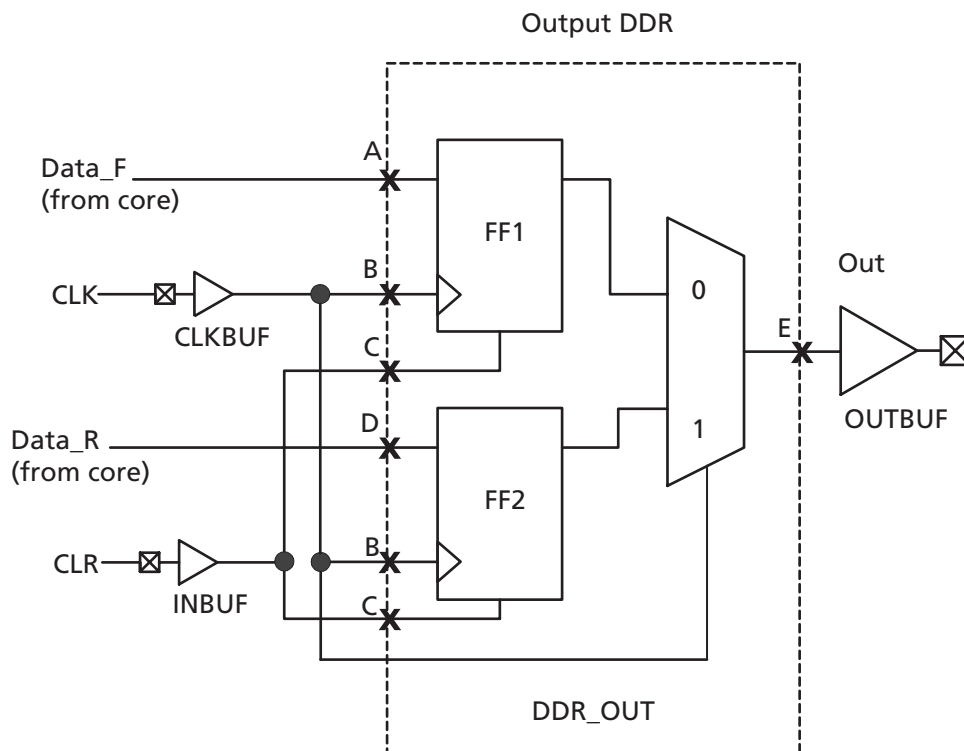 Output DDR
A
Data_F
(from core)
FF1
B
CLK
CLKBUF
0
Out
E
C
OUTBUF
D
1
Data_R
(from core)
FF2
B
CLR
INBUF
C
DDR_OUT